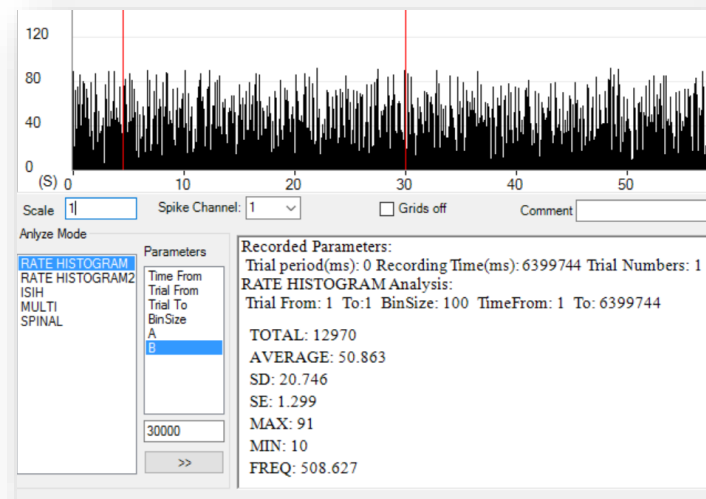 120
80
40
0
(S) 0 10 20 30 40 50
Scale 1 Spike Channel: 1 Grids off Comment
Anlyze Mode
RATE HISTOGRAM
RATE HISTOGRAM2
ISIH
MULTI
SPINAL
Parameters
Time From
Trial From
Trial To
BinSize
A
B
30000
>>
Recorded Parameters:
Trial period(ms): 0 Recording Time(ms): 6399744 Trial Numbers: 1
RATE HISTOGRAM Analysis:
Trial From: 1 To:1 BinSize: 100 TimeFrom: 1 To: 6399744
TOTAL: 12970
AVERAGE: 50.863
SD: 20.746
SE: 1.299
MAX: 91
MIN: 10
FREQ: 508.627